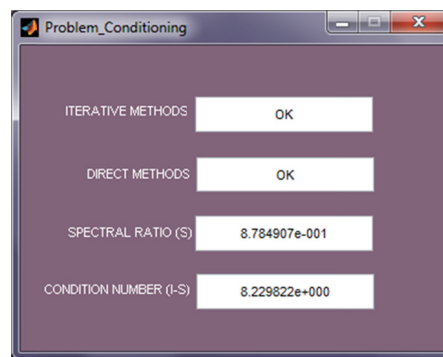 Problem_Conditioning
ITERATIVE METHODS OK
DIRECT METHODS OK
SPECTRAL RATIO (S) 8.784907e-001
CONDITION NUMBER (I-S) 8.229822e+000